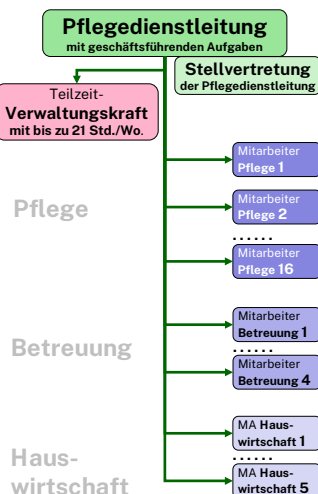 Pflegedienstleitung
mit geschäftsführenden Aufgaben
Stellvertretung
der Pflegedienstleitung
Teilzeit-
Verwaltungskraft
mit bis zu 21 Std./Wo.
Pflege
Mitarbeiter
Pflege 1
Mitarbeiter
Pflege 2
......
Mitarbeiter
Pflege 16
Betreuung
Mitarbeiter
Betreuung 1
......
Mitarbeiter
Betreuung 4
Haus-
wirtschaft
MA Haus-
wirtschaft 1
......
MA Haus-
wirtschaft 5